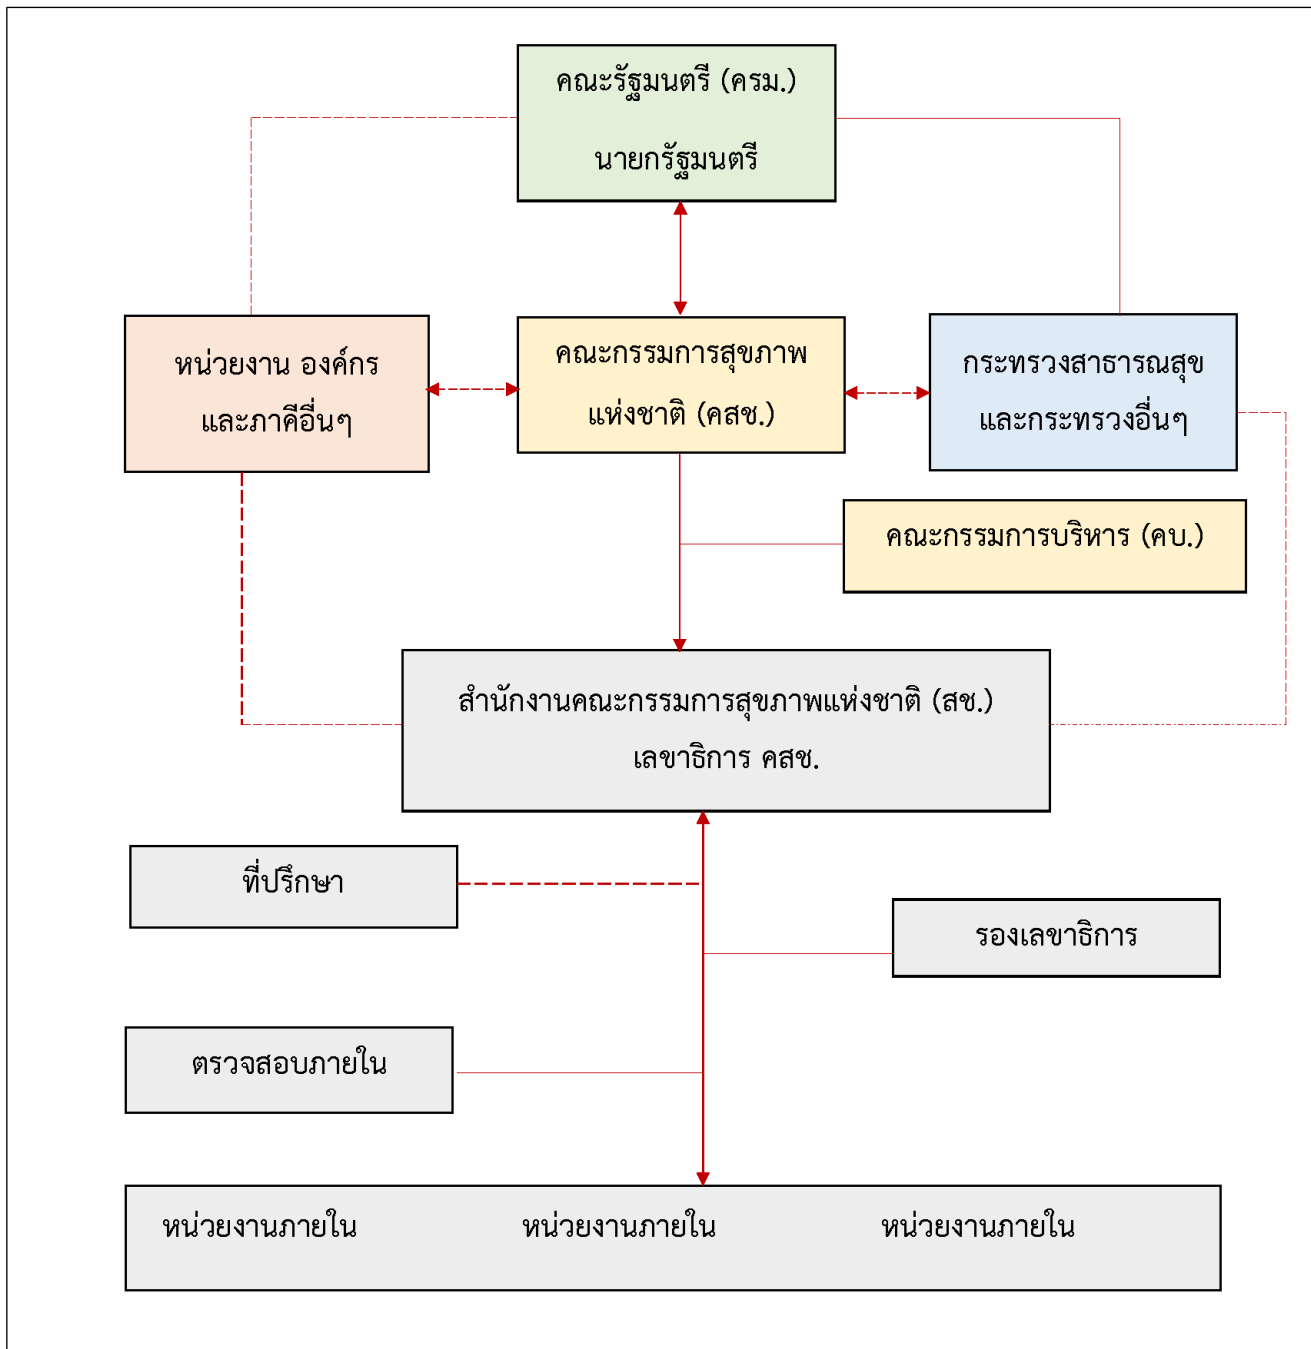 คณะรัฐมนตรี (ครม.)
นายกรัฐมนตรี
หน่วยงาน องค์กร
และภาคีอื่นๆ
คณะกรรมการสุขภาพ
แห่งชาติ (คสช.)
กระทรวงสาธารณสุข
และกระทรวงอื่นๆ
คณะกรรมการบริหาร (คบ.)
สำนักงานคณะกรรมการสุขภาพแห่งชาติ (สช.)
เลขาธิการ คสช.
ที่ปรึกษา
รองเลขาธิการ
ตรวจสอบภายใน
หน่วยงานภายใน หน่วยงานภายใน หน่วยงานภายใน